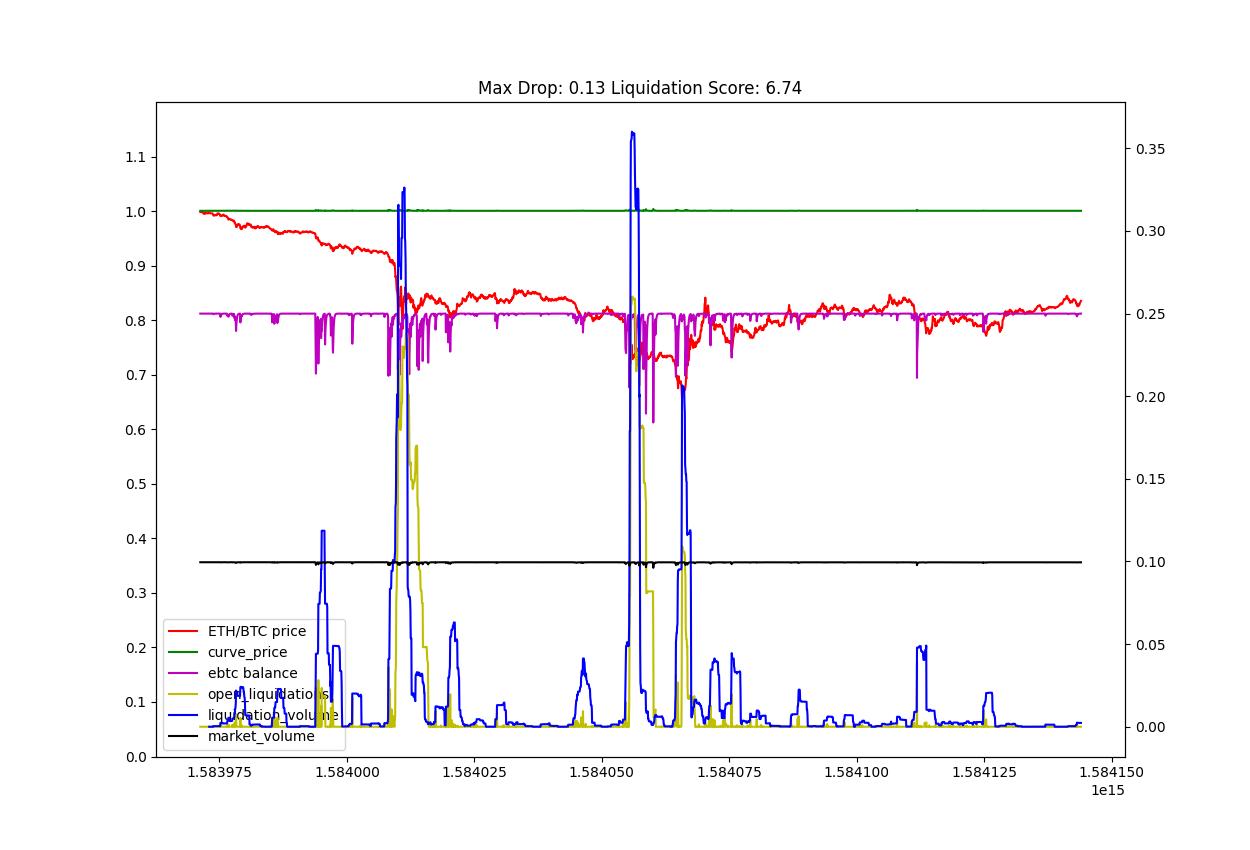 Max Drop: 0.13 Liquidation Score: 6.74
1.1
1.0
0.9
0.8
0.7
0.6
0.5
0.4
0.3
0.2
0.1
0.0
0.35
0.30
0.25
0.20
0.15
0.10
0.05
0.00
ETH/BTC price
curve_price
ebtc balance
open_liquidations
liquidation_volume
market_volume
1.583975 1.584000 1.584025 1.584050 1.584075 1.584100 1.584125 1.584150
1e15